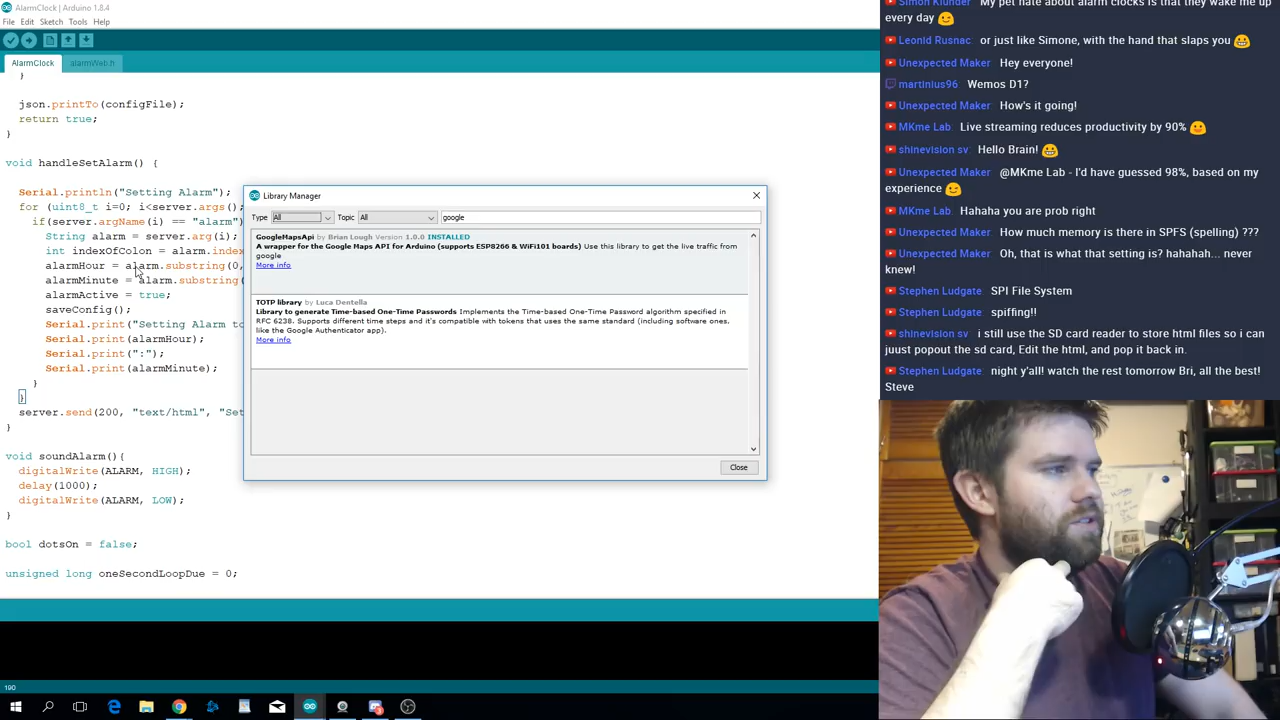 AlarmClock | Arduino 1.8.4
File Edit Sketch Tools Help
AlarmClock alarmWeb.h
}
json.printTo(configFile);
return true;
}
void handleSetAlarm() {
Serial.println("Setting Alarm");
for (uint8_t i=0; i<server.args();
if(server.argName(i) == "alarm")
String alarm = server.arg(i);
int indexOfColon = alarm.index
alarmHour = alarm.substring(0,
alarmMinute = alarm.substring(
alarmActive = true;
saveConfig();
Serial.print("Setting Alarm to
Serial.print(alarmHour);
Serial.print(":");
Serial.print(alarmMinute);
}
}
server.send(200, "text/html", "Set
}
void soundAlarm(){
digitalWrite(ALARM, HIGH);
delay(1000);
digitalWrite(ALARM, LOW);
}
bool dotsOn = false;
unsigned long oneSecondLoopDue = 0;
190
Library Manager
Type All Topic All google
GoogleMapsApi by Brian Lough Version 1.0.0 INSTALLED
A wrapper for the Google Maps API for Arduino (supports ESP8266 & WiFi101 boards) Use this library to get the live traffic from
google
More info
TOTP library by Luca Dentella
Library to generate Time-based One-Time Passwords Implements the Time-based One-Time Password algorithm specified in
RFC 6238. Supports different time steps and it's compatible with tokens that uses the same standard (including software ones,
like the Google Authenticator app).
More info
Close
Simon Klunder My pet hate about alarm clocks is that they wake me up
every day 😉
Leonid Rusnac or just like Simone, with the hand that slaps you 😀
Unexpected Maker Hey everyone!
martinius96 Wemos D1?
Unexpected Maker How's it going!
MKme Lab Live streaming reduces productivity by 90%
shinevision sv Hello Brain! 😀
Unexpected Maker @MKme Lab - I'd have guessed 98%, based on my
experience 😉
MKme Lab Hahaha you are prob right
Unexpected Maker How much memory is there in SPFS (spelling) ???
Unexpected Maker Oh, that is what that setting is? hahahah... never
knew!
Stephen Ludgate SPI File System
Stephen Ludgate spiffing!!
shinevision sv i still use the SD card reader to store html files so i can
juust popout the sd card, Edit the html, and pop it back in.
Stephen Ludgate night y'all! watch the rest tomorrow Bri, all the best!
Steve